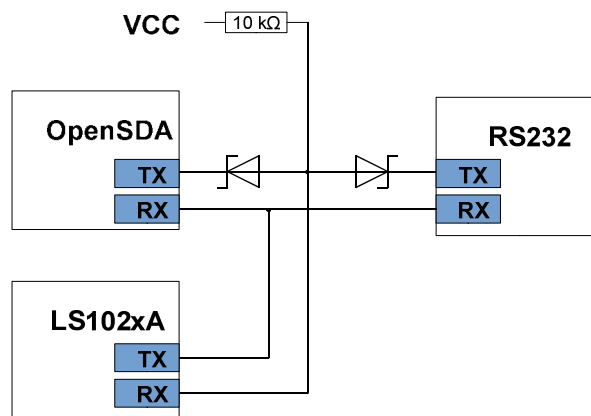 VCC
10 kΩ
OpenSDA
TX
RX
RS232
TX
RX
LS102xA
TX
RX